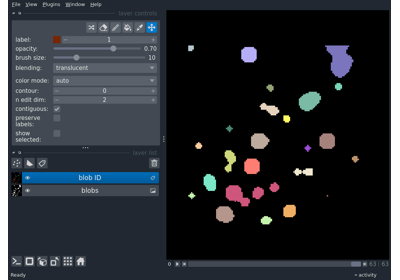 File View Plugins Window Help
layer controls
label: 1
opacity: 0.70
brush size: 10
blending: translucent
color mode: auto
contour: 0
n edit dim: 2
contiguous:
preserve
labels:
show
selected:
layer list
blob ID
blobs
0 63 63
Ready activity